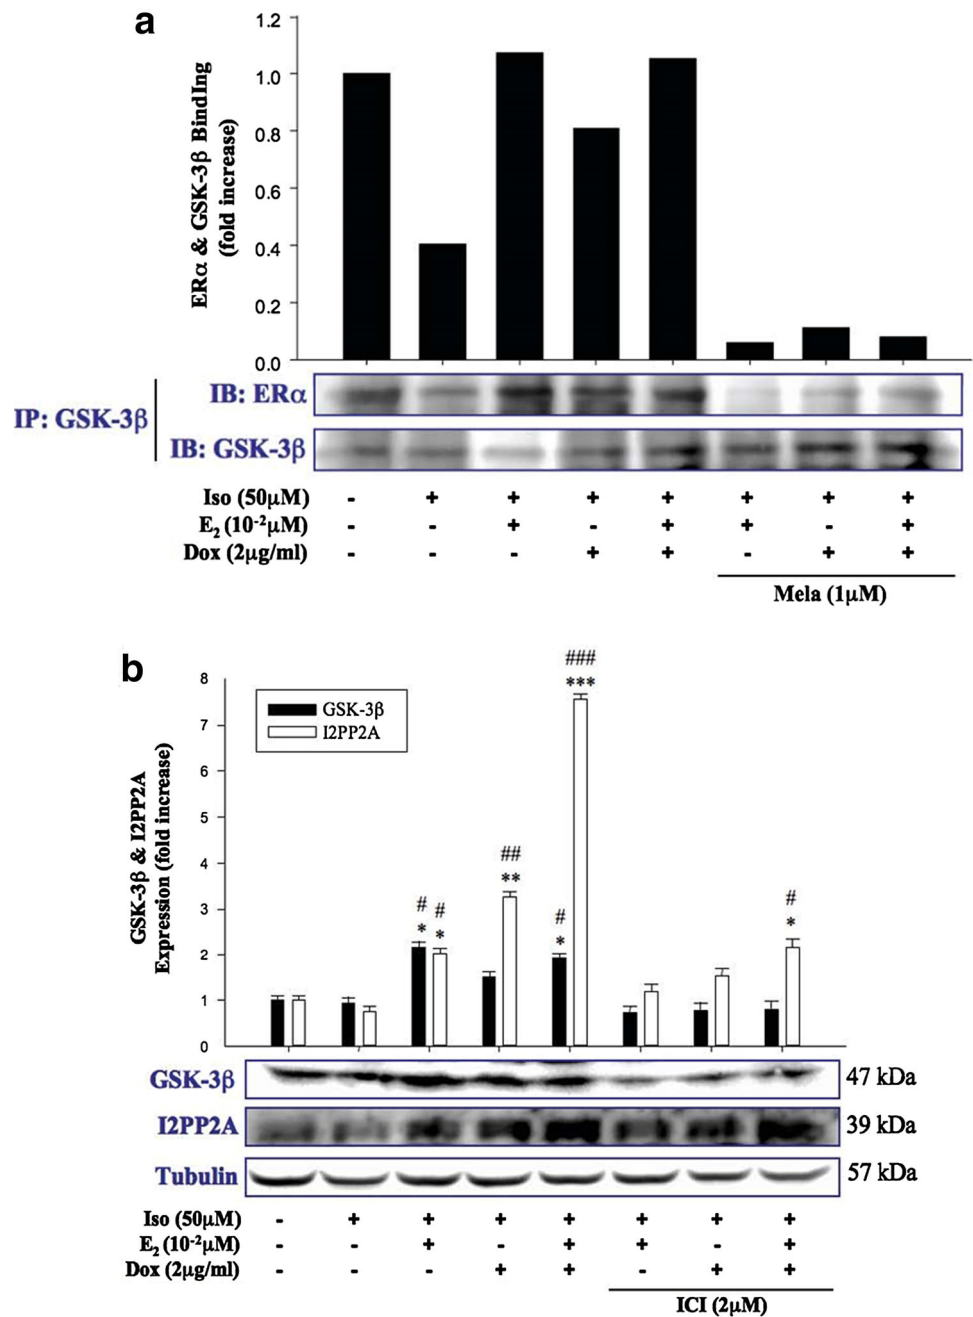 a
ERα & GSK-3β BindIng
(fold increase)
1.2
1.0
0.8
0.6
0.4
0.2
0.0
IP: GSK-3β
IB: ERα
IB: GSK-3β
Iso (50μM) - + + + + + + +
E2 (10-2μM) - - + - + + - +
Dox (2μg/ml) - - - + + - + +
Mela (1μM)
b
GSK-3β & I2PP2A
Expression (fold increase)
8
7
6
5
4
3
2
1
0
GSK-3β
I2PP2A
# #
* *
##
**
#
*
###
***
#
*
GSK-3β 47 kDa
I2PP2A 39 kDa
Tubulin 57 kDa
Iso (50μM) - + + + + + + +
E2 (10-2μM) - - + - + + - +
Dox (2μg/ml) - - - + + - + +
ICI (2μM)